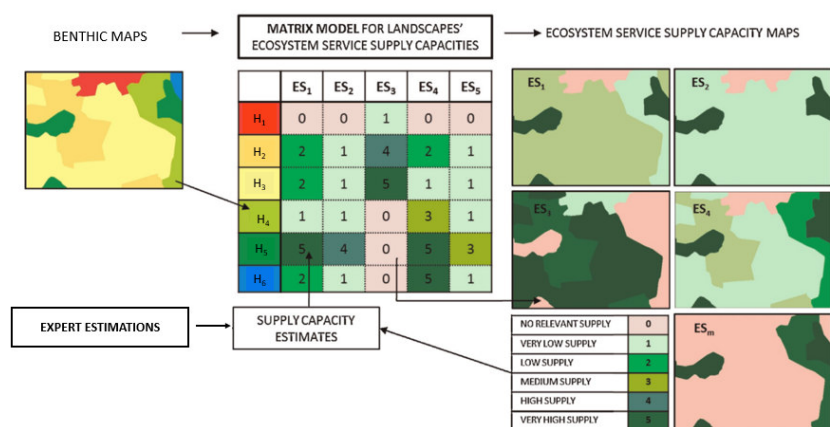 BENTHIC MAPS
MATRIX MODEL FOR LANDSCAPES'
ECOSYSTEM SERVICE SUPPLY CAPACITIES
ECOSYSTEM SERVICE SUPPLY CAPACITY MAPS
ES₁ ES₂ ES₃ ES₄ ES₅
H₁ 0 0 1 0 0
H₂ 2 1 4 2 1
H₃ 2 1 5 1 1
H₄ 1 1 0 3 1
H₅ 5 4 0 5 3
H₆ 2 1 0 5 1
ES₁
ES₂
ES₃
ES₄
ESₘ
EXPERT ESTIMATIONS
SUPPLY CAPACITY
ESTIMATES
NO RELEVANT SUPPLY 0
VERY LOW SUPPLY 1
LOW SUPPLY 2
MEDIUM SUPPLY 3
HIGH SUPPLY 4
VERY HIGH SUPPLY 5